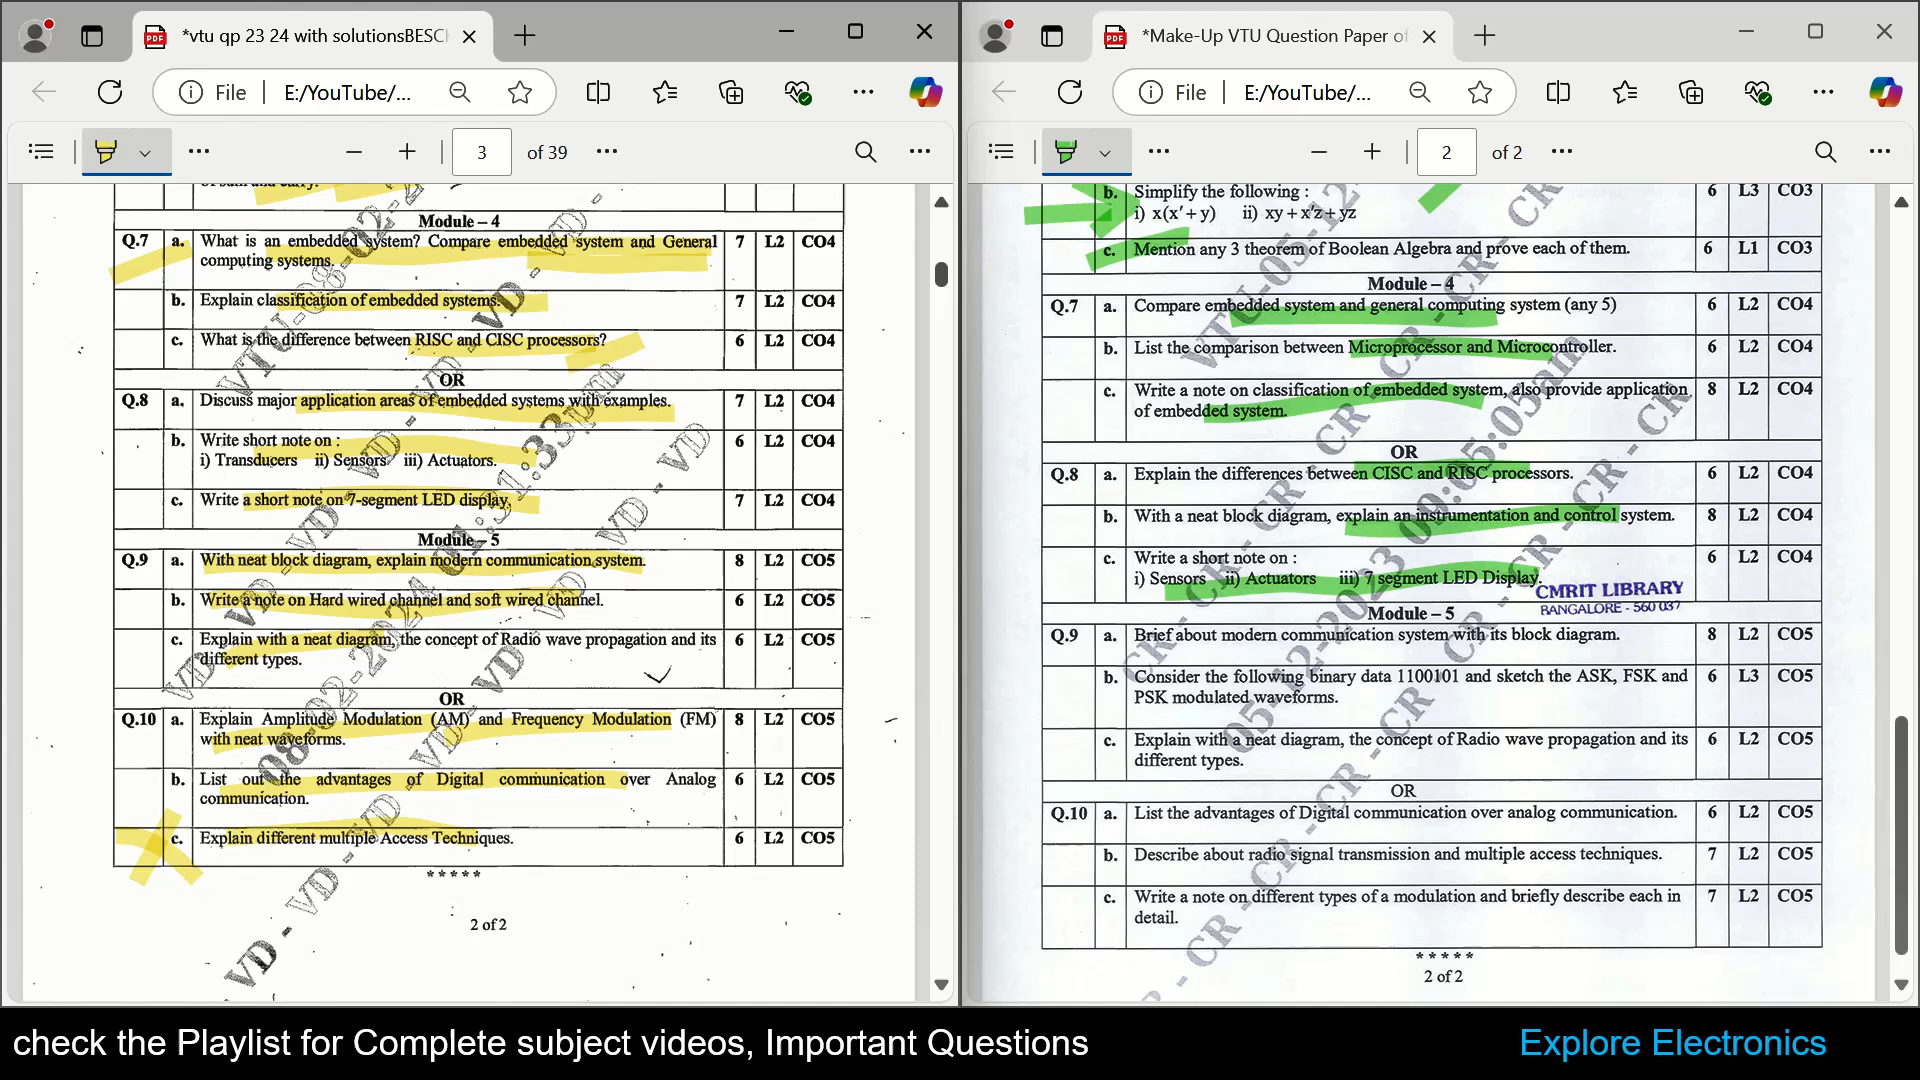 *vtu qp 23 24 with solutionsBESC
File
E:/YouTube/...
3
of 39
Module – 4
Q.7 a. What is an embedded system? Compare embedded system and General 7 L2 CO4
computing systems.
b. Explain classification of embedded systems. 7 L2 CO4
c. What is the difference between RISC and CISC processors? 6 L2 CO4
OR
Q.8 a. Discuss major application areas of embedded systems with examples. 7 L2 CO4
b. Write short note on : 6 L2 CO4
i) Transducers ii) Sensors iii) Actuators.
c. Write a short note on 7-segment LED display. 7 L2 CO4
Module – 5
Q.9 a. With neat block diagram, explain modern communication system. 8 L2 CO5
b. Write a note on Hard wired channel and soft wired channel. 6 L2 CO5
c. Explain with a neat diagram, the concept of Radio wave propagation and its 6 L2 CO5
different types.
OR
Q.10 a. Explain Amplitude Modulation (AM) and Frequency Modulation (FM) 8 L2 CO5
with neat waveforms.
b. List out the advantages of Digital communication over Analog 6 L2 CO5
communication.
c. Explain different multiple Access Techniques. 6 L2 CO5
*****
2 of 2
*Make-Up VTU Question Paper of
File
E:/YouTube/...
2
of 2
b. Simplify the following : 6 L3 CO3
i) x(x′ + y) ii) xy + x′z + yz
c. Mention any 3 theorem of Boolean Algebra and prove each of them. 6 L1 CO3
Module – 4
Q.7 a. Compare embedded system and general computing system (any 5) 6 L2 CO4
b. List the comparison between Microprocessor and Microcontroller. 6 L2 CO4
c. Write a note on classification of embedded system, also provide application 8 L2 CO4
of embedded system.
OR
Q.8 a. Explain the differences between CISC and RISC processors. 6 L2 CO4
b. With a neat block diagram, explain an instrumentation and control system. 8 L2 CO4
c. Write a short note on : 6 L2 CO4
i) Sensors ii) Actuators iii) 7 segment LED Display.
CMRIT LIBRARY
BANGALORE - 560 037
Module – 5
Q.9 a. Brief about modern communication system with its block diagram. 8 L2 CO5
b. Consider the following binary data 1100101 and sketch the ASK, FSK and 6 L3 CO5
PSK modulated waveforms.
c. Explain with a neat diagram, the concept of Radio wave propagation and its 6 L2 CO5
different types.
OR
Q.10 a. List the advantages of Digital communication over analog communication. 6 L2 CO5
b. Describe about radio signal transmission and multiple access techniques. 7 L2 CO5
c. Write a note on different types of a modulation and briefly describe each in 7 L2 CO5
detail.
*****
2 of 2
check the Playlist for Complete subject videos, Important Questions
Explore Electronics